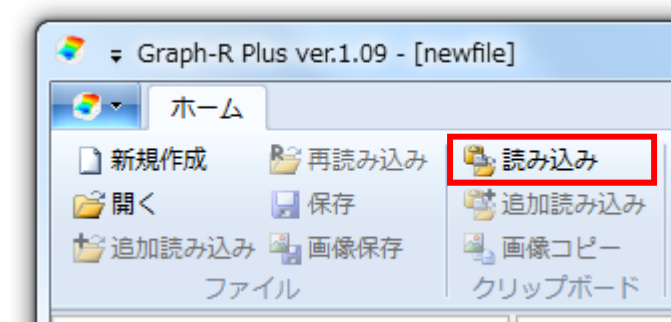 Graph-R Plus ver.1.09 - [newfile]
ホーム
新規作成 再読み込み 読み込み
開く 保存 追加読み込み
追加読み込み 画像保存 画像コピー
ファイル クリップボード